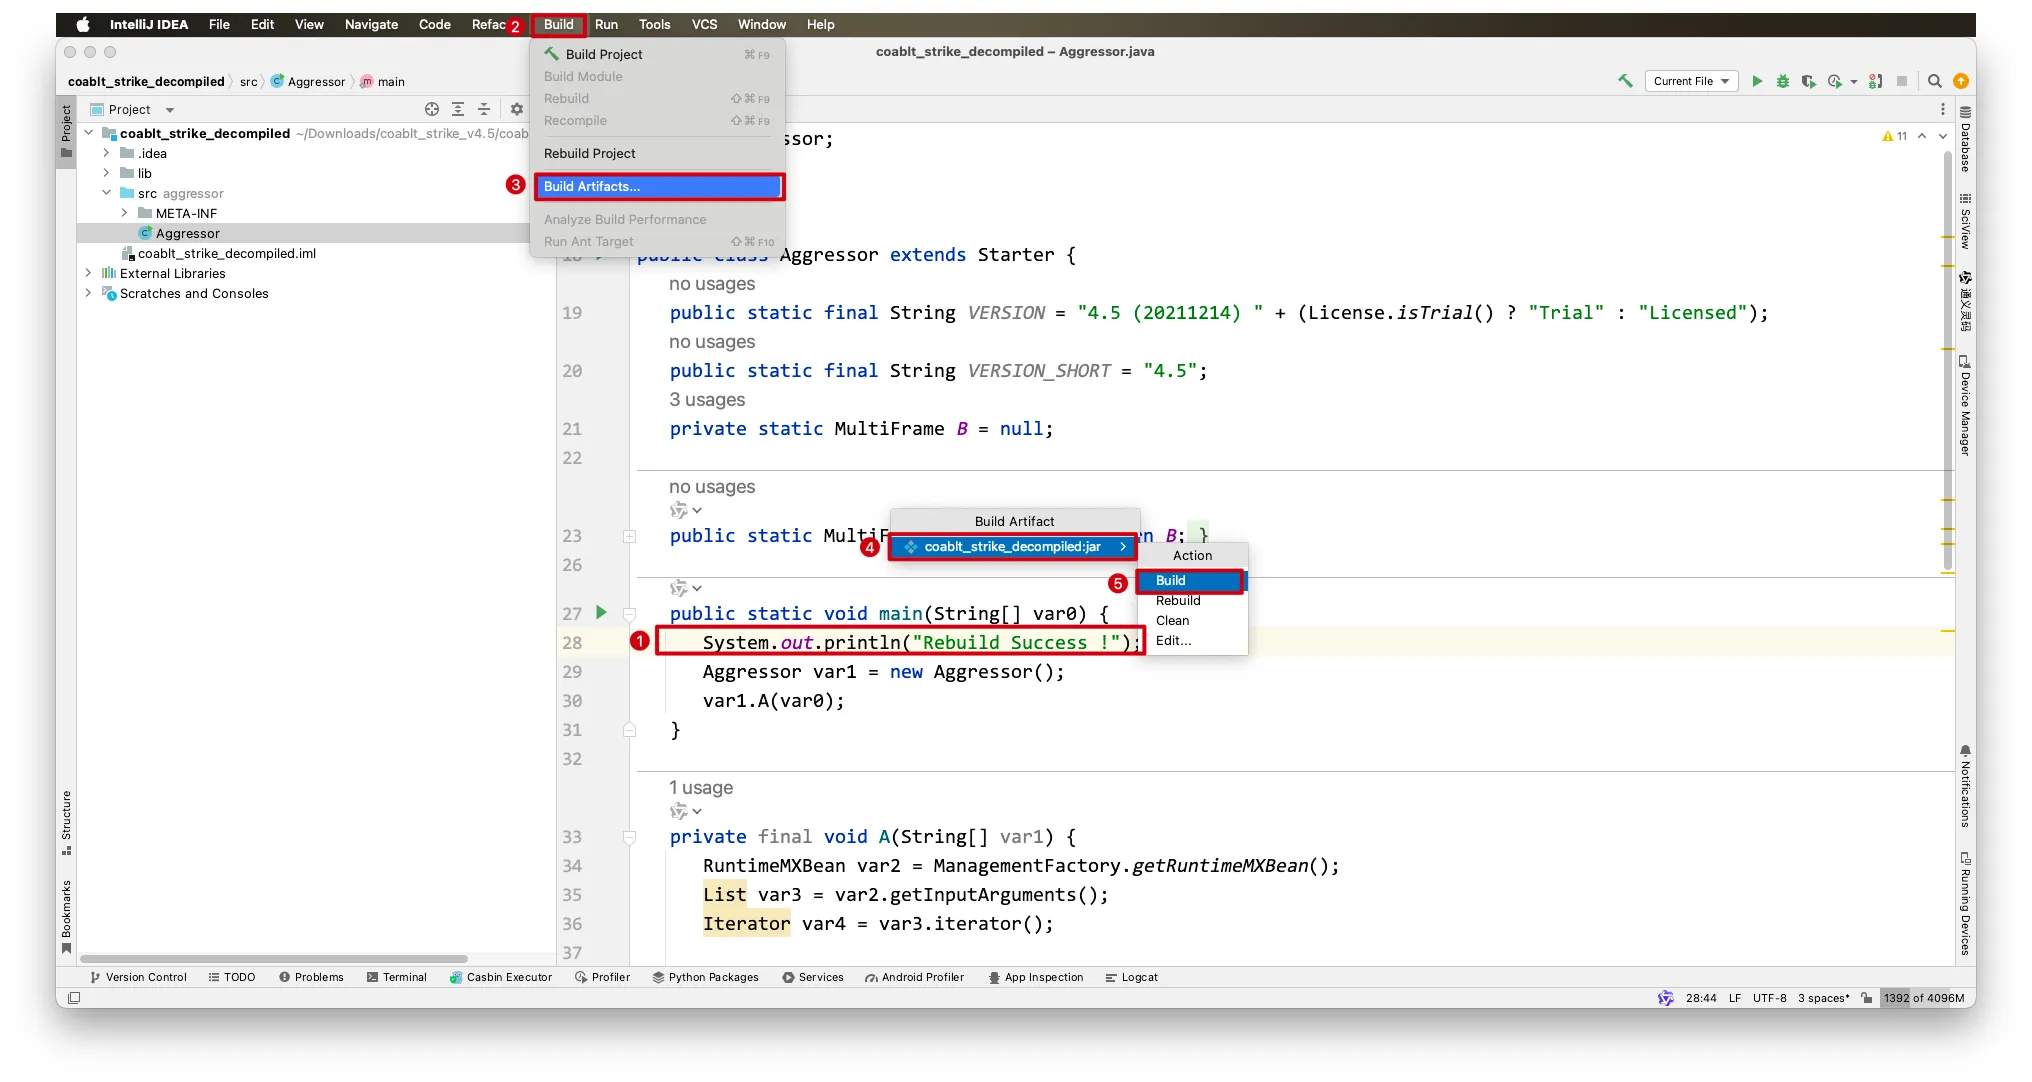 IntelliJ IDEA File Edit View Navigate Code Refac 2 Build Run Tools VCS Window Help
coablt_strike_decompiled – Aggressor.java
coablt_strike_decompiled src Aggressor main
Current File
Project
Project
coablt_strike_decompiled ~/Downloads/coablt_strike_v4.5/coab
.idea
lib
src aggressor
META-INF
Aggressor
coablt_strike_decompiled.iml
External Libraries
Scratches and Consoles
Structure
Bookmarks
Build Project ⌘F9
Build Module
Rebuild ⇧⌘F9
Recompile ⇧⌘F9
Rebuild Project
3 Build Artifacts...
Analyze Build Performance
Run Ant Target ⇧⌘F10
ssor;
11
18 public class Aggressor extends Starter {
no usages
19 public static final String VERSION = "4.5 (20211214) " + (License.isTrial() ? "Trial" : "Licensed");
no usages
20 public static final String VERSION_SHORT = "4.5";
3 usages
21 private static MultiFrame B = null;
22
no usages
23 public static MultiF n B; }
26
27 public static void main(String[] var0) {
1 28 System.out.println("Rebuild Success !");
29 Aggressor var1 = new Aggressor();
30 var1.A(var0);
31 }
32
1 usage
33 private final void A(String[] var1) {
34 RuntimeMXBean var2 = ManagementFactory.getRuntimeMXBean();
35 List var3 = var2.getInputArguments();
36 Iterator var4 = var3.iterator();
37
Build Artifact
4 coablt_strike_decompiled:jar
Action
5 Build
Rebuild
Clean
Edit...
Database
SciView
通义灵码
Device Manager
Notifications
Running Devices
Version Control TODO Problems Terminal Casbin Executor Profiler Python Packages Services Android Profiler App Inspection Logcat
28:44 LF UTF-8 3 spaces* 1392 of 4096M